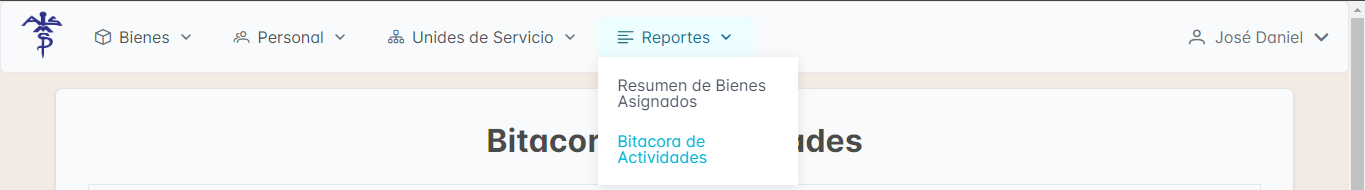 Bienes
Personal
Unides de Servicio
Reportes
José Daniel
Resumen de Bienes
Asignados
Bitacora de
Actividades
Bitacor
ades